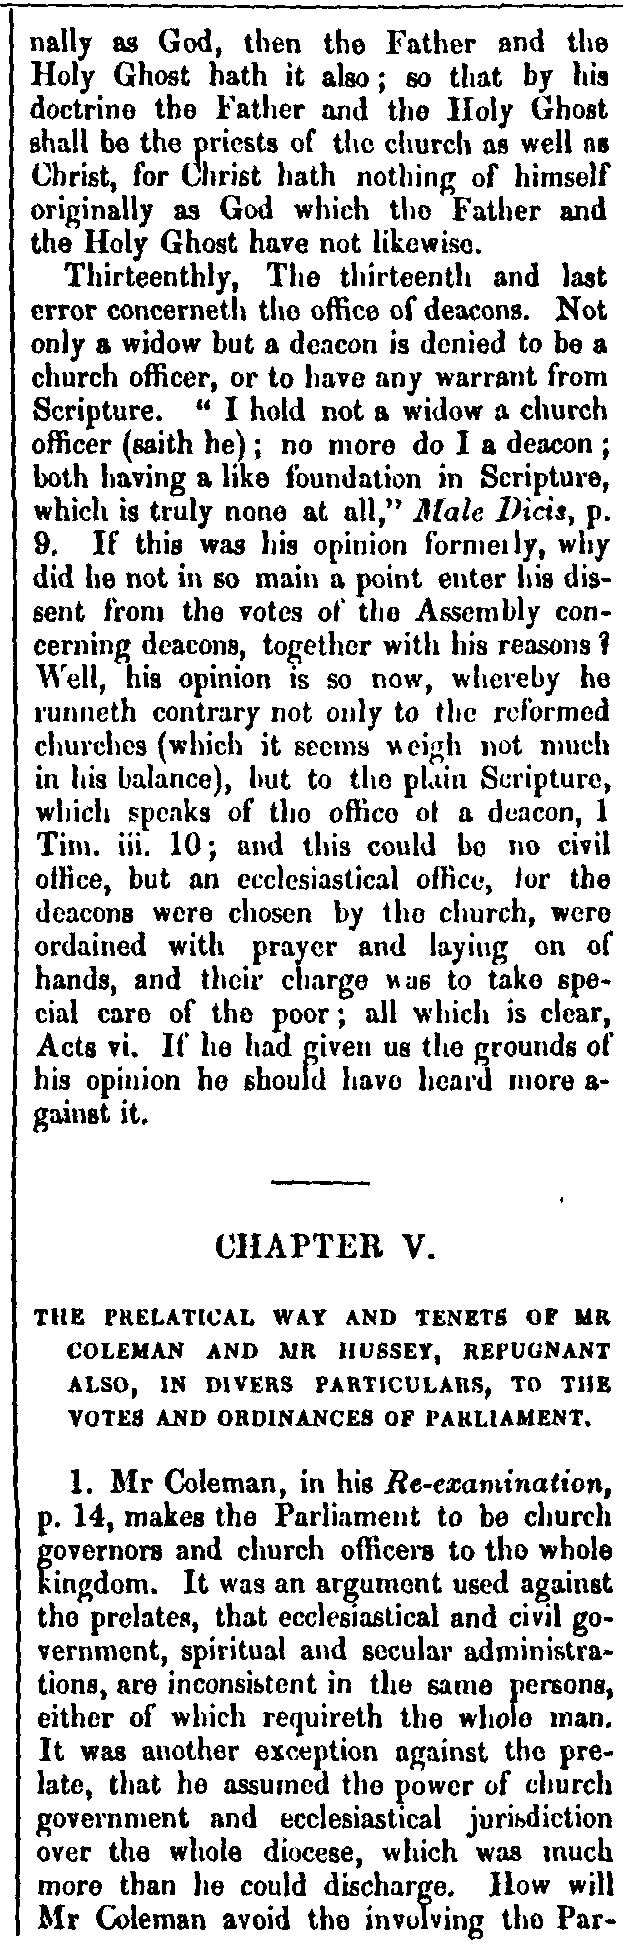 nally as God, then the Father and the
Holy Ghost hath it also; so that by his
doctrine the Father and the Holy Ghost
shall be the priests of the church as well as
Christ, for Christ hath nothing of himself
originally as God which the Father and
the Holy Ghost have not likewise.
Thirteenthly, The thirteenth and last
error concerneth the office of deacons. Not
only a widow but a deacon is denied to be a
church officer, or to have any warrant from
Scripture. “ I hold not a widow a church
officer (saith he); no more do I a deacon;
both having a like foundation in Scripture,
which is truly none at all,” Male Dicis, p.
9. If this was his opinion formerly, why
did he not in so main a point enter his dis-
sent from the votes of the Assembly con-
cerning deacons, together with his reasons?
Well, his opinion is so now, whereby he
runneth contrary not only to the reformed
churches (which it seems weigh not much
in his balance), but to the plain Scripture,
which speaks of the office of a deacon, 1
Tim. iii. 10; and this could be no civil
office, but an ecclesiastical office, for the
deacons were chosen by the church, were
ordained with prayer and laying on of
hands, and their charge was to take spe-
cial care of the poor; all which is clear,
Acts vi. If he had given us the grounds of
his opinion he should have heard more a-
gainst it.
CHAPTER V.
THE PRELATICAL WAY AND TENETS OF MR
COLEMAN AND MR HUSSEY, REPUGNANT
ALSO, IN DIVERS PARTICULARS, TO THE
VOTES AND ORDINANCES OF PARLIAMENT.
1. Mr Coleman, in his Re-examination,
p. 14, makes the Parliament to be church
governors and church officers to the whole
kingdom. It was an argument used against
the prelates, that ecclesiastical and civil go-
vernment, spiritual and secular administra-
tions, are inconsistent in the same persons,
either of which requireth the whole man.
It was another exception against the pre-
late, that he assumed the power of church
government and ecclesiastical jurisdiction
over the whole diocese, which was much
more than he could discharge. How will
Mr Coleman avoid the involving the Par-